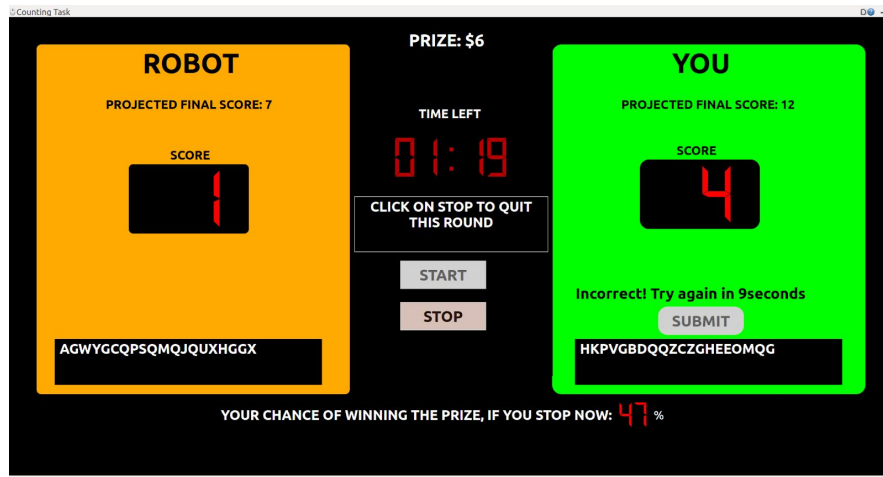 Counting Task
D
PRIZE: $6
ROBOT
PROJECTED FINAL SCORE: 7
SCORE
1
AGWYGCQPSQMQJQUXHGGX
TIME LEFT
01:19
CLICK ON STOP TO QUIT
THIS ROUND
START
STOP
YOU
PROJECTED FINAL SCORE: 12
SCORE
4
Incorrect! Try again in 9seconds
SUBMIT
HKPVGBDQQZCZGHEEOMQG
YOUR CHANCE OF WINNING THE PRIZE, IF YOU STOP NOW: 47 %